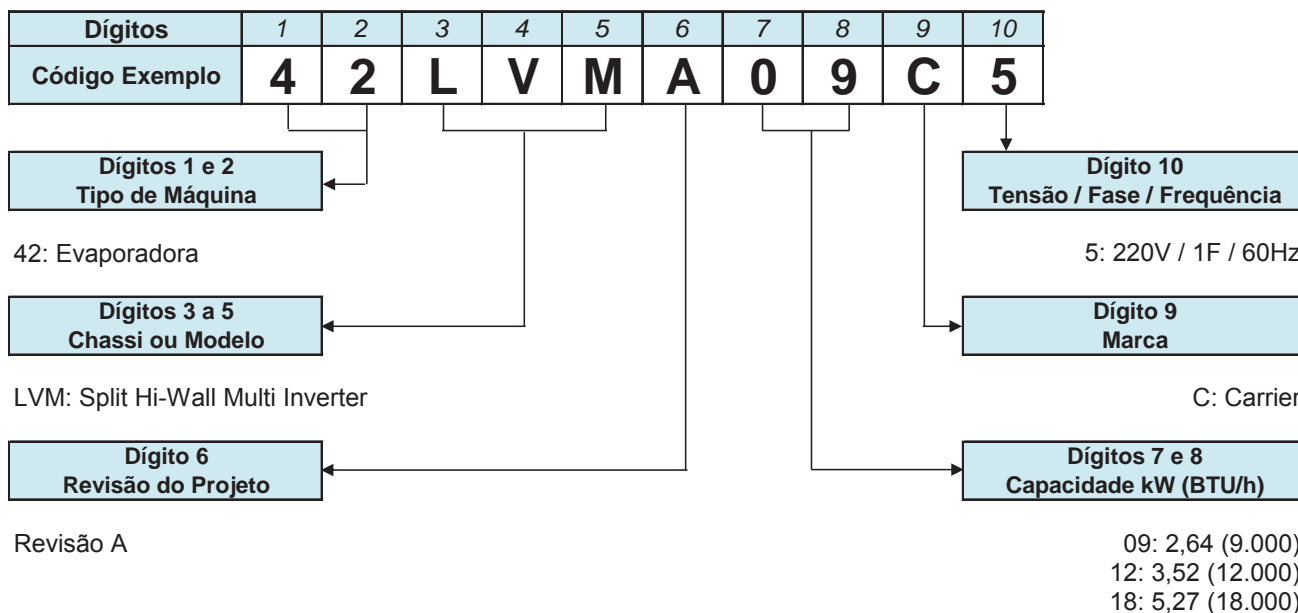 Dígitos 1 2 3 4 5 6 7 8 9 10
Código Exemplo 4 2 L V M A 0 9 C 5
Dígitos 1 e 2
Tipo de Máquina
42: Evaporadora
Dígito 10
Tensão / Fase / Frequência
5: 220V / 1F / 60Hz
Dígitos 3 a 5
Chassi ou Modelo
LVM: Split Hi-Wall Multi Inverter
Dígito 9
Marca
C: Carrier
Dígito 6
Revisão do Projeto
Revisão A
Dígitos 7 e 8
Capacidade kW (BTU/h)
09: 2,64 (9.000)
12: 3,52 (12.000)
18: 5,27 (18.000)